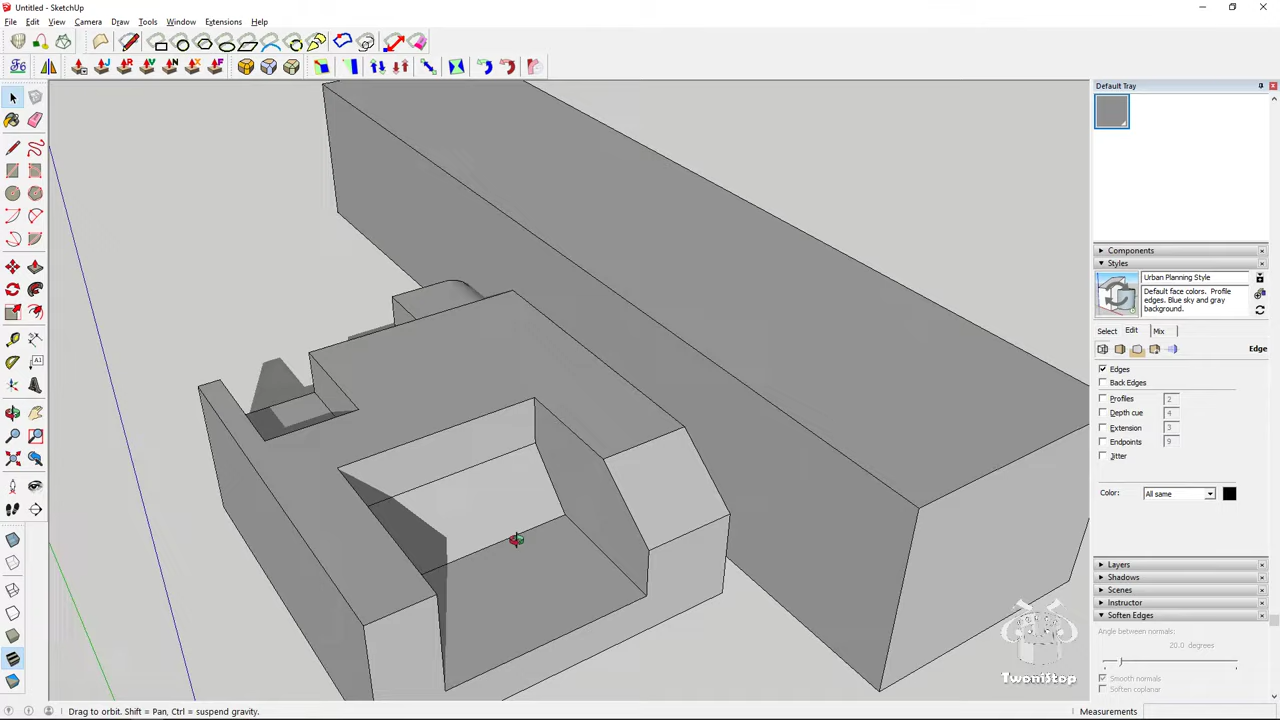 Untitled - SketchUp
File Edit View Camera Draw Tools Window Extensions Help
Default Tray
Components
Styles
Urban Planning Style
Default face colors. Profile
edges. Blue sky and gray
background.
Select Edit Mix
Edge
Edges
Back Edges
Profiles 2
Depth cue 4
Extension 3
Endpoints 9
Jitter
Color: All same
Layers
Shadows
Scenes
Instructor
Soften Edges
Angle between normals:
20.0 degrees
Smooth normals
Soften coplanar
TwoniStop
Drag to orbit. Shift = Pan, Ctrl = suspend gravity.
Measurements